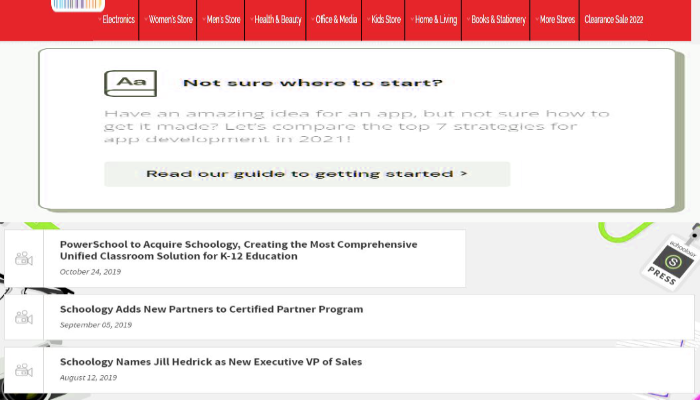 Electronics Women's Store Men's Store Health & Beauty Office & Media Kids Store Home & Living Books & Stationery More Stores Clearance Sale 2022
Aa Not sure where to start?
Have an amazing idea for an app, but not sure how to
get it made? Let's compare the top 7 strategies for
app development in 2021!
Read our guide to getting started >
PowerSchool to Acquire Schoology, Creating the Most Comprehensive
Unified Classroom Solution for K-12 Education
October 24, 2019
schoology
S
PRESS
Schoology Adds New Partners to Certified Partner Program
September 05, 2019
Schoology Names Jill Hedrick as New Executive VP of Sales
August 12, 2019